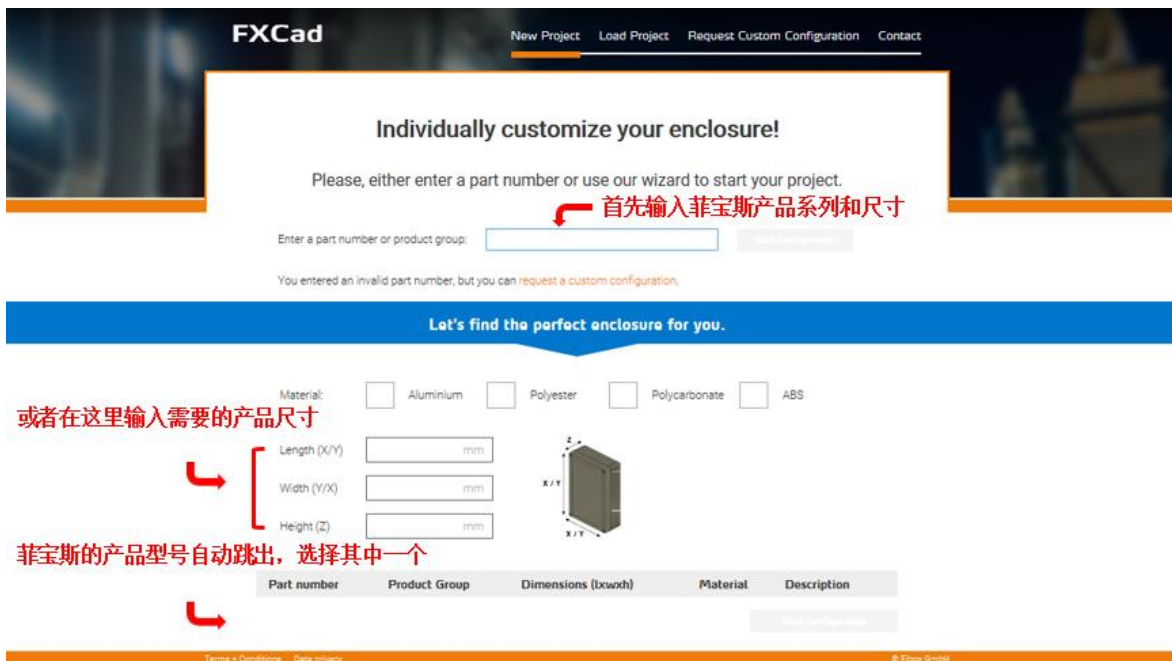 FXCad
New Project Load Project Request Custom Configuration Contact
Individually customize your enclosure!
Please, either enter a part number or use our wizard to start your project.
首先输入菲宝斯产品系列和尺寸
Enter a part number or product group:
Start Configuration
You entered an invalid part number, but you can request a custom configuration.
Let's find the perfect enclosure for you.
Material: Aluminium Polyester Polycarbonate ABS
或者在这里输入需要的产品尺寸
Length (X/Y) mm
Width (Y/X) mm
Height (Z) mm
Z
X / Y
X / Y
菲宝斯的产品型号自动跳出，选择其中一个
Part number Product Group Dimensions (lxwxh) Material Description
Start Configuration
Terms + Conditions Data privacy © Fibox GmbH